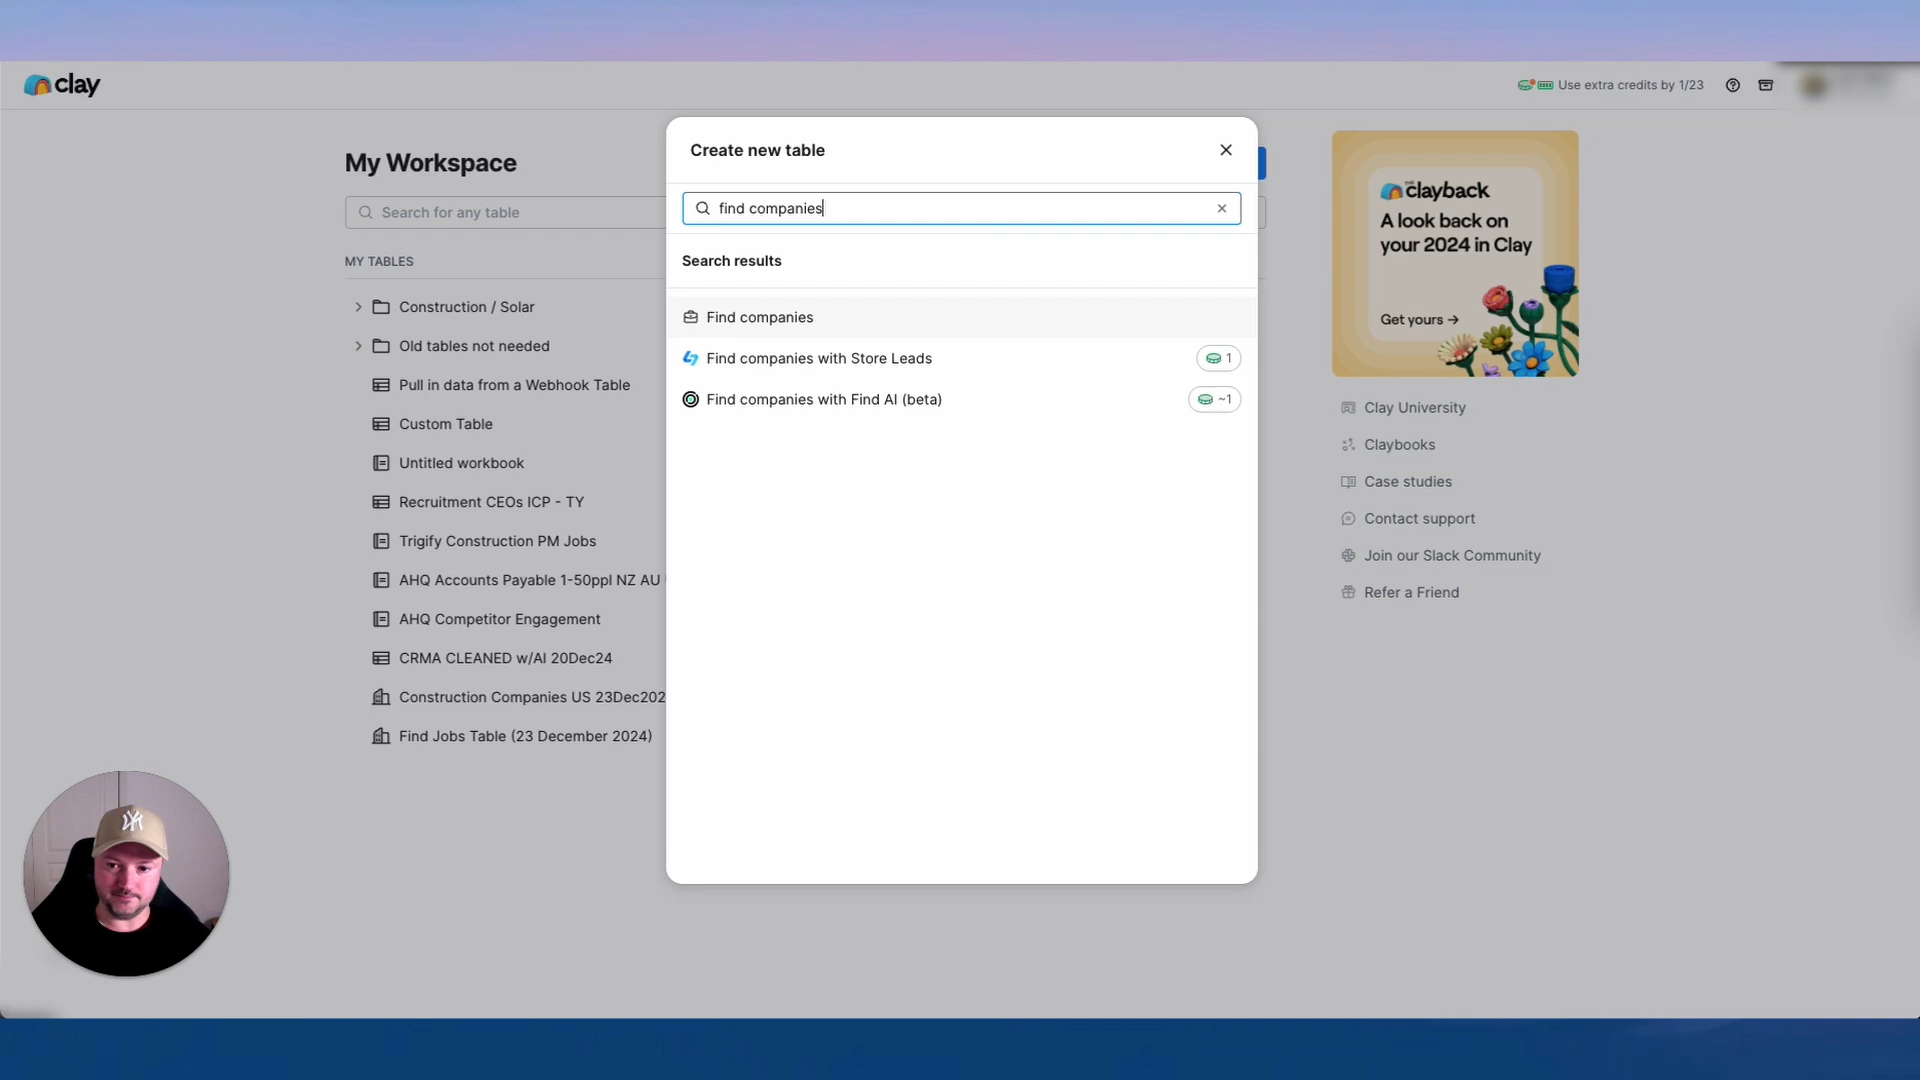 clay
Use extra credits by 1/23
My Workspace
Search for any table
MY TABLES
Construction / Solar
Old tables not needed
Pull in data from a Webhook Table
Custom Table
Untitled workbook
Recruitment CEOs ICP - TY
Trigify Construction PM Jobs
AHQ Accounts Payable 1-50ppl NZ AU
AHQ Competitor Engagement
CRMA CLEANED w/AI 20Dec24
Construction Companies US 23Dec202
Find Jobs Table (23 December 2024)
Create new table
find companies
Search results
Find companies
Find companies with Store Leads
1
Find companies with Find AI (beta)
~1
THE
clayback
A look back on
your 2024 in Clay
Get yours →
Clay University
Claybooks
Case studies
Contact support
Join our Slack Community
Refer a Friend